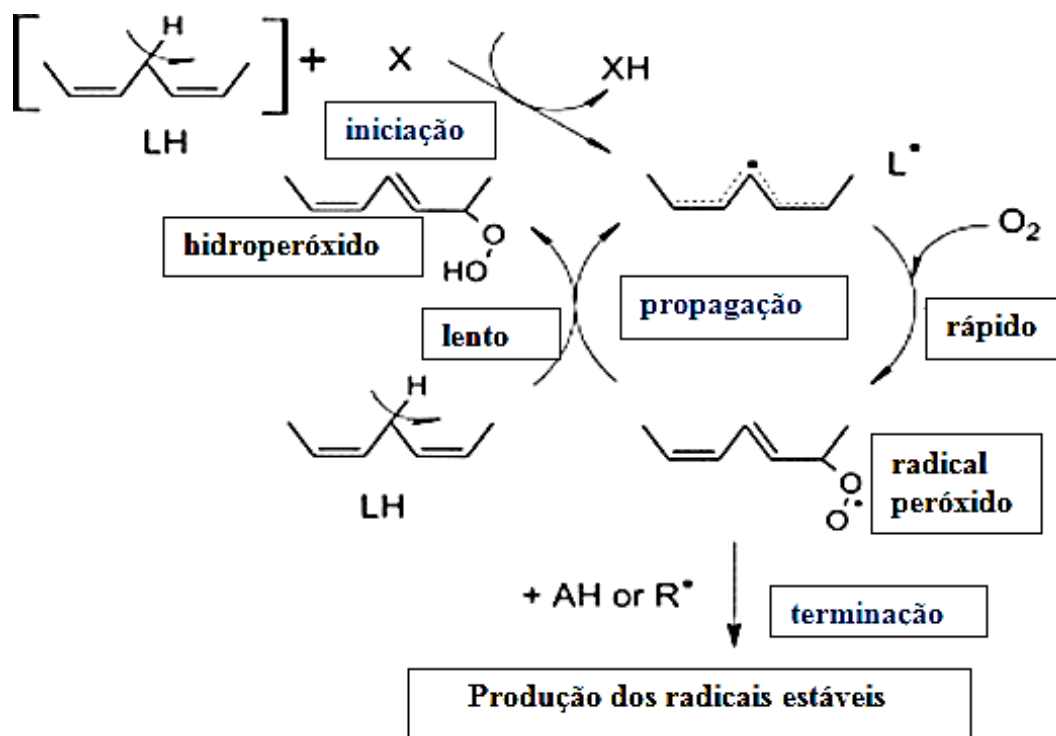 H
+ X
XH
LH
iniciação
L•
hidroperóxido
O
HO
O₂
propagação
lento
rápido
H
LH
O
O
radical
peróxido
+ AH or R•
terminação
Produção dos radicais estáveis